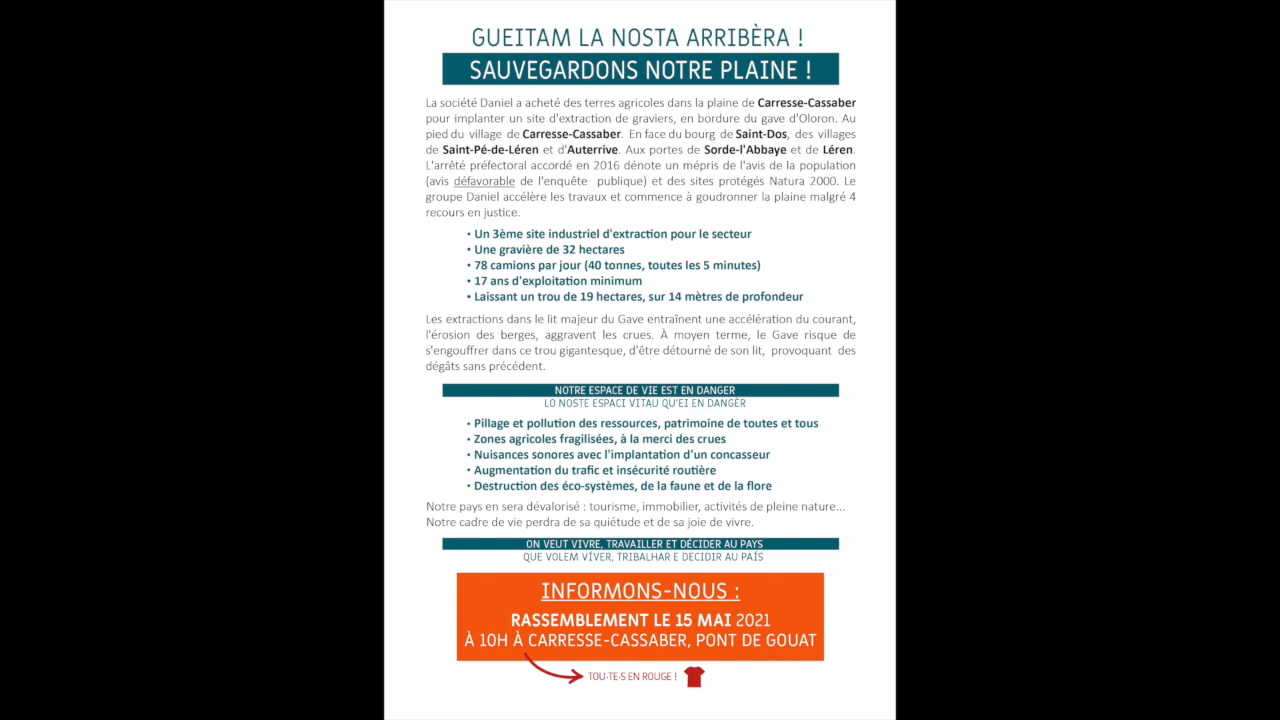 GUEITAM LA NOSTA ARRIBÈRA !
SAUVEGARDONS NOTRE PLAINE !
La société Daniel a acheté des terres agricoles dans la plaine de Carresse-Cassaber
pour implanter un site d'extraction de graviers, en bordure du gave d'Oloron. Au
pied du village de Carresse-Cassaber. En face du bourg de Saint-Dos, des villages
de Saint-Pé-de-Léren et d'Auterrive. Aux portes de Sorde-l'Abbaye et de Léren.
L'arrêté préfectoral accordé en 2016 dénote un mépris de l'avis de la population
(avis défavorable de l'enquête publique) et des sites protégés Natura 2000. Le
groupe Daniel accélère les travaux et commence à goudronner la plaine malgré 4
recours en justice.
• Un 3ème site industriel d'extraction pour le secteur
• Une gravière de 32 hectares
• 78 camions par jour (40 tonnes, toutes les 5 minutes)
• 17 ans d'exploitation minimum
• Laissant un trou de 19 hectares, sur 14 mètres de profondeur
Les extractions dans le lit majeur du Gave entraînent une accélération du courant,
l'érosion des berges, aggravent les crues. À moyen terme, le Gave risque de
s'engouffrer dans ce trou gigantesque, d'être détourné de son lit, provoquant des
dégâts sans précédent.
NOTRE ESPACE DE VIE EST EN DANGER
LO NOSTE ESPACI VITAU QU'EI EN DANGÈR
• Pillage et pollution des ressources, patrimoine de toutes et tous
• Zones agricoles fragilisées, à la merci des crues
• Nuisances sonores avec l'implantation d'un concasseur
• Augmentation du trafic et insécurité routière
• Destruction des éco-systèmes, de la faune et de la flore
Notre pays en sera dévalorisé : tourisme, immobilier, activités de pleine nature...
Notre cadre de vie perdra de sa quiétude et de sa joie de vivre.
ON VEUT VIVRE, TRAVAILLER ET DÉCIDER AU PAYS
QUE VOLEM VÍVER, TRIBALHAR E DECIDIR AU PAÍS
INFORMONS-NOUS :
RASSEMBLEMENT LE 15 MAI 2021
À 10H À CARRESSE-CASSABER, PONT DE GOUAT
TOU·TE·S EN ROUGE !